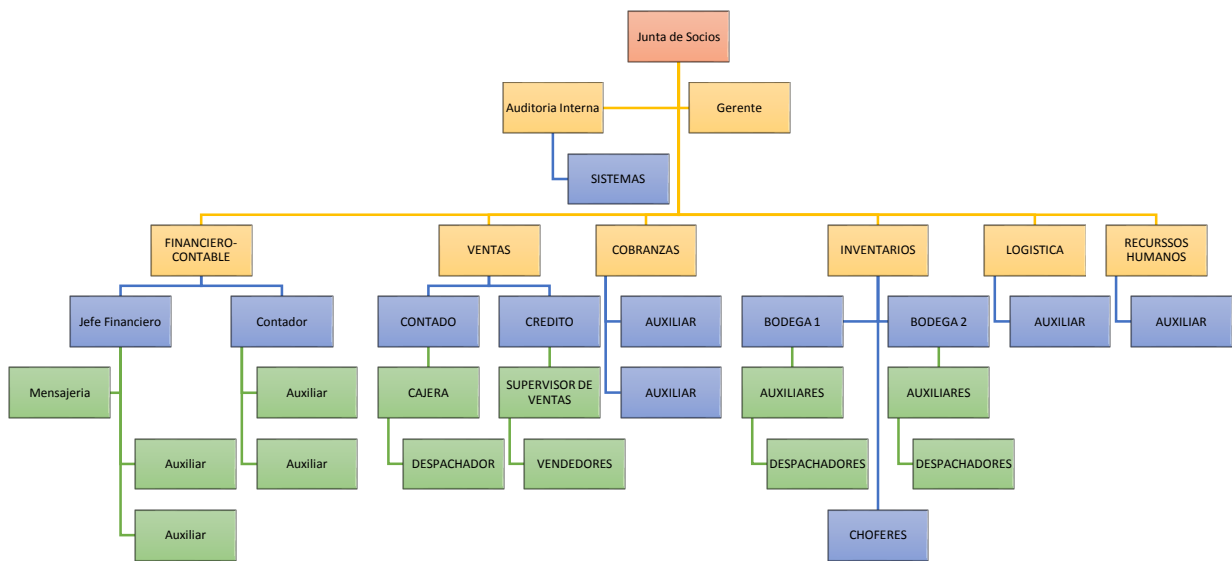 Junta de Socios
Auditoria Interna
Gerente
SISTEMAS
FINANCIERO-
CONTABLE
VENTAS
COBRANZAS
INVENTARIOS
LOGISTICA
RECURSSOS
HUMANOS
Jefe Financiero
Contador
CONTADO
CREDITO
AUXILIAR
BODEGA 1
BODEGA 2
AUXILIAR
AUXILIAR
Mensajeria
Auxiliar
CAJERA
SUPERVISOR DE
VENTAS
AUXILIAR
AUXILIARES
AUXILIARES
Auxiliar
Auxiliar
DESPACHADOR
VENDEDORES
DESPACHADORES
DESPACHADORES
Auxiliar
CHOFERES